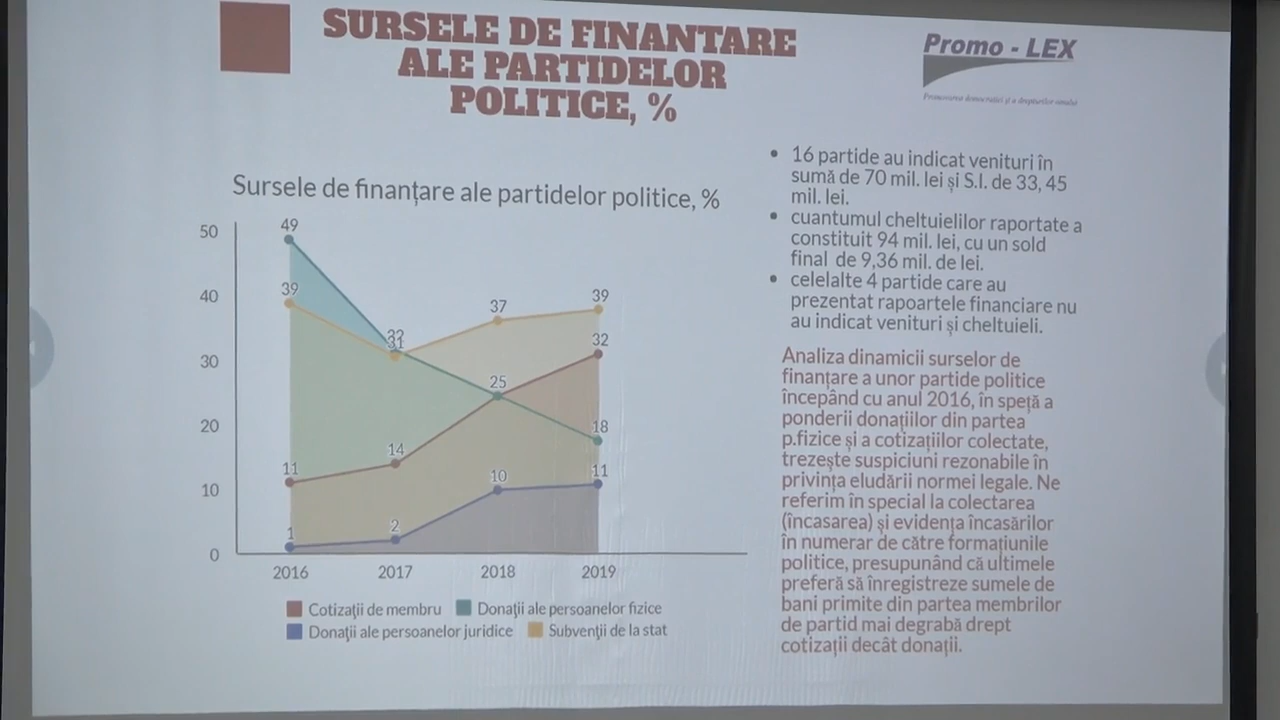 SURSELE DE FINANTARE
ALE PARTIDELOR
POLITICE, %
Promo - LEX
Promovarea democrației și a drepturilor omului
Sursele de finanțare ale partidelor politice, %
50
40
30
20
10
0
49
39
11
1
32
31
14
2
37
25
10
39
32
18
11
2016
2017
2018
2019
Cotizații de membru
Donații ale persoanelor fizice
Donații ale persoanelor juridice
Subvenții de la stat
• 16 partide au indicat venituri în
sumă de 70 mil. lei și S.I. de 33, 45
mil. lei.
• cuantumul cheltuielilor raportate a
constituit 94 mil. lei, cu un sold
final de 9,36 mil. de lei.
• celelalte 4 partide care au
prezentat rapoartele financiare nu
au indicat venituri și cheltuieli.
Analiza dinamicii surselor de
finanțare a unor partide politice
începând cu anul 2016, în speță a
ponderii donațiilor din partea
p.fizice și a cotizațiilor colectate,
trezește suspiciuni rezonabile în
privința eludării normei legale. Ne
referim în special la colectarea
(încasarea) și evidența încasărilor
în numerar de către formațiunile
politice, presupunând că ultimele
preferă să înregistreze sumele de
bani primite din partea membrilor
de partid mai degrabă drept
cotizații decât donații.